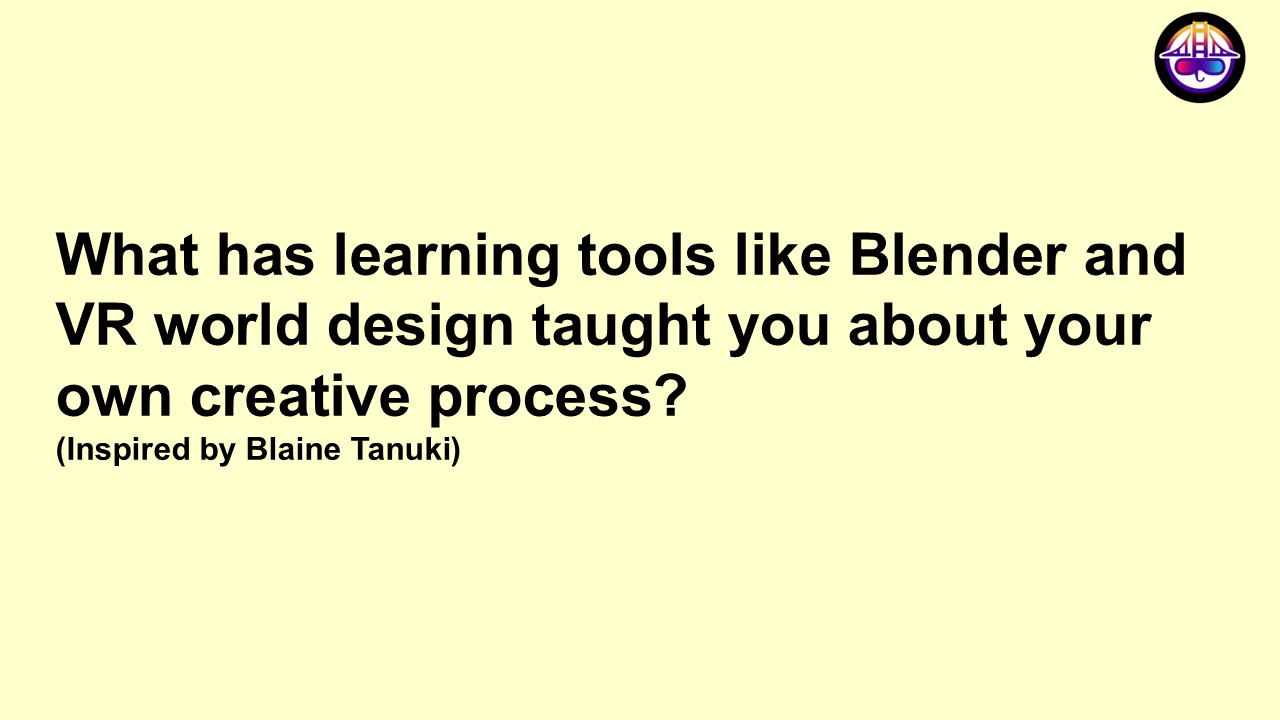 What has learning tools like Blender and
VR world design taught you about your
own creative process?
(Inspired by Blaine Tanuki)